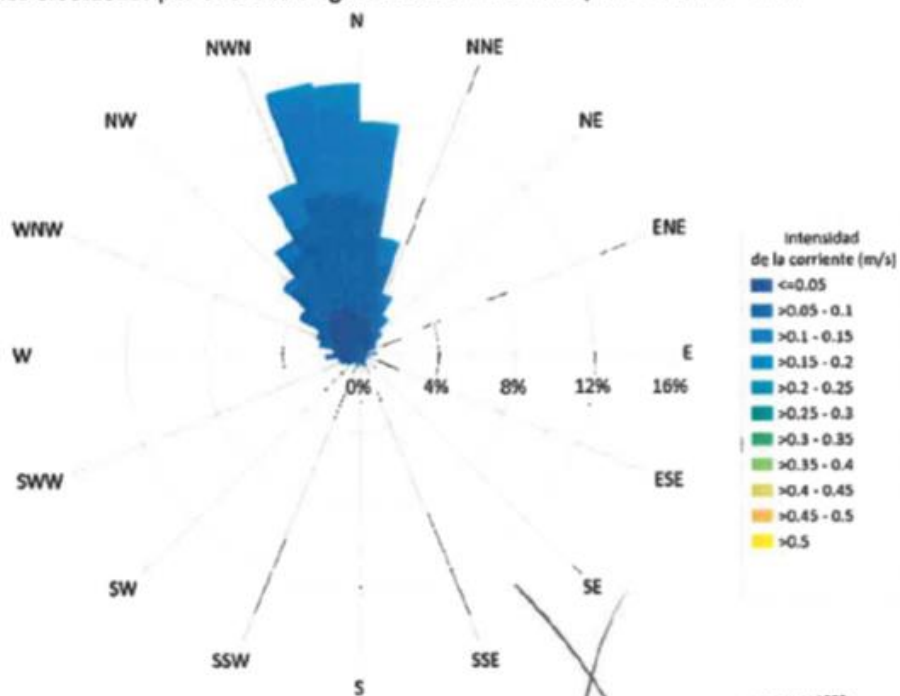 N
NWN
NNE
NW
NE
WNW
ENE
Intensidad
de la corriente (m/s)
<=0.05
>0.05 - 0.1
>0.1 - 0.15
>0.15 - 0.2
>0.2 - 0.25
>0.25 - 0.3
>0.3 - 0.35
>0.35 - 0.4
>0.4 - 0.45
>0.45 - 0.5
>0.5
W
E
0% 4% 8% 12% 16%
SWW
ESE
SW
SE
SSW
SSE
S